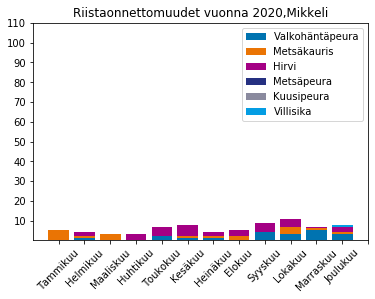 Riistaonnettomuudet vuonna 2020,Mikkeli
110
100
90
80
70
60
50
40
30
20
10
Valkohäntäpeura
Metsäkauris
Hirvi
Metsäpeura
Kuusipeura
Villisika
Tammikuu
Helmikuu
Maaliskuu
Huhtikuu
Toukokuu
Kesäkuu
Heinäkuu
Elokuu
Syyskuu
Lokakuu
Marraskuu
Joulukuu